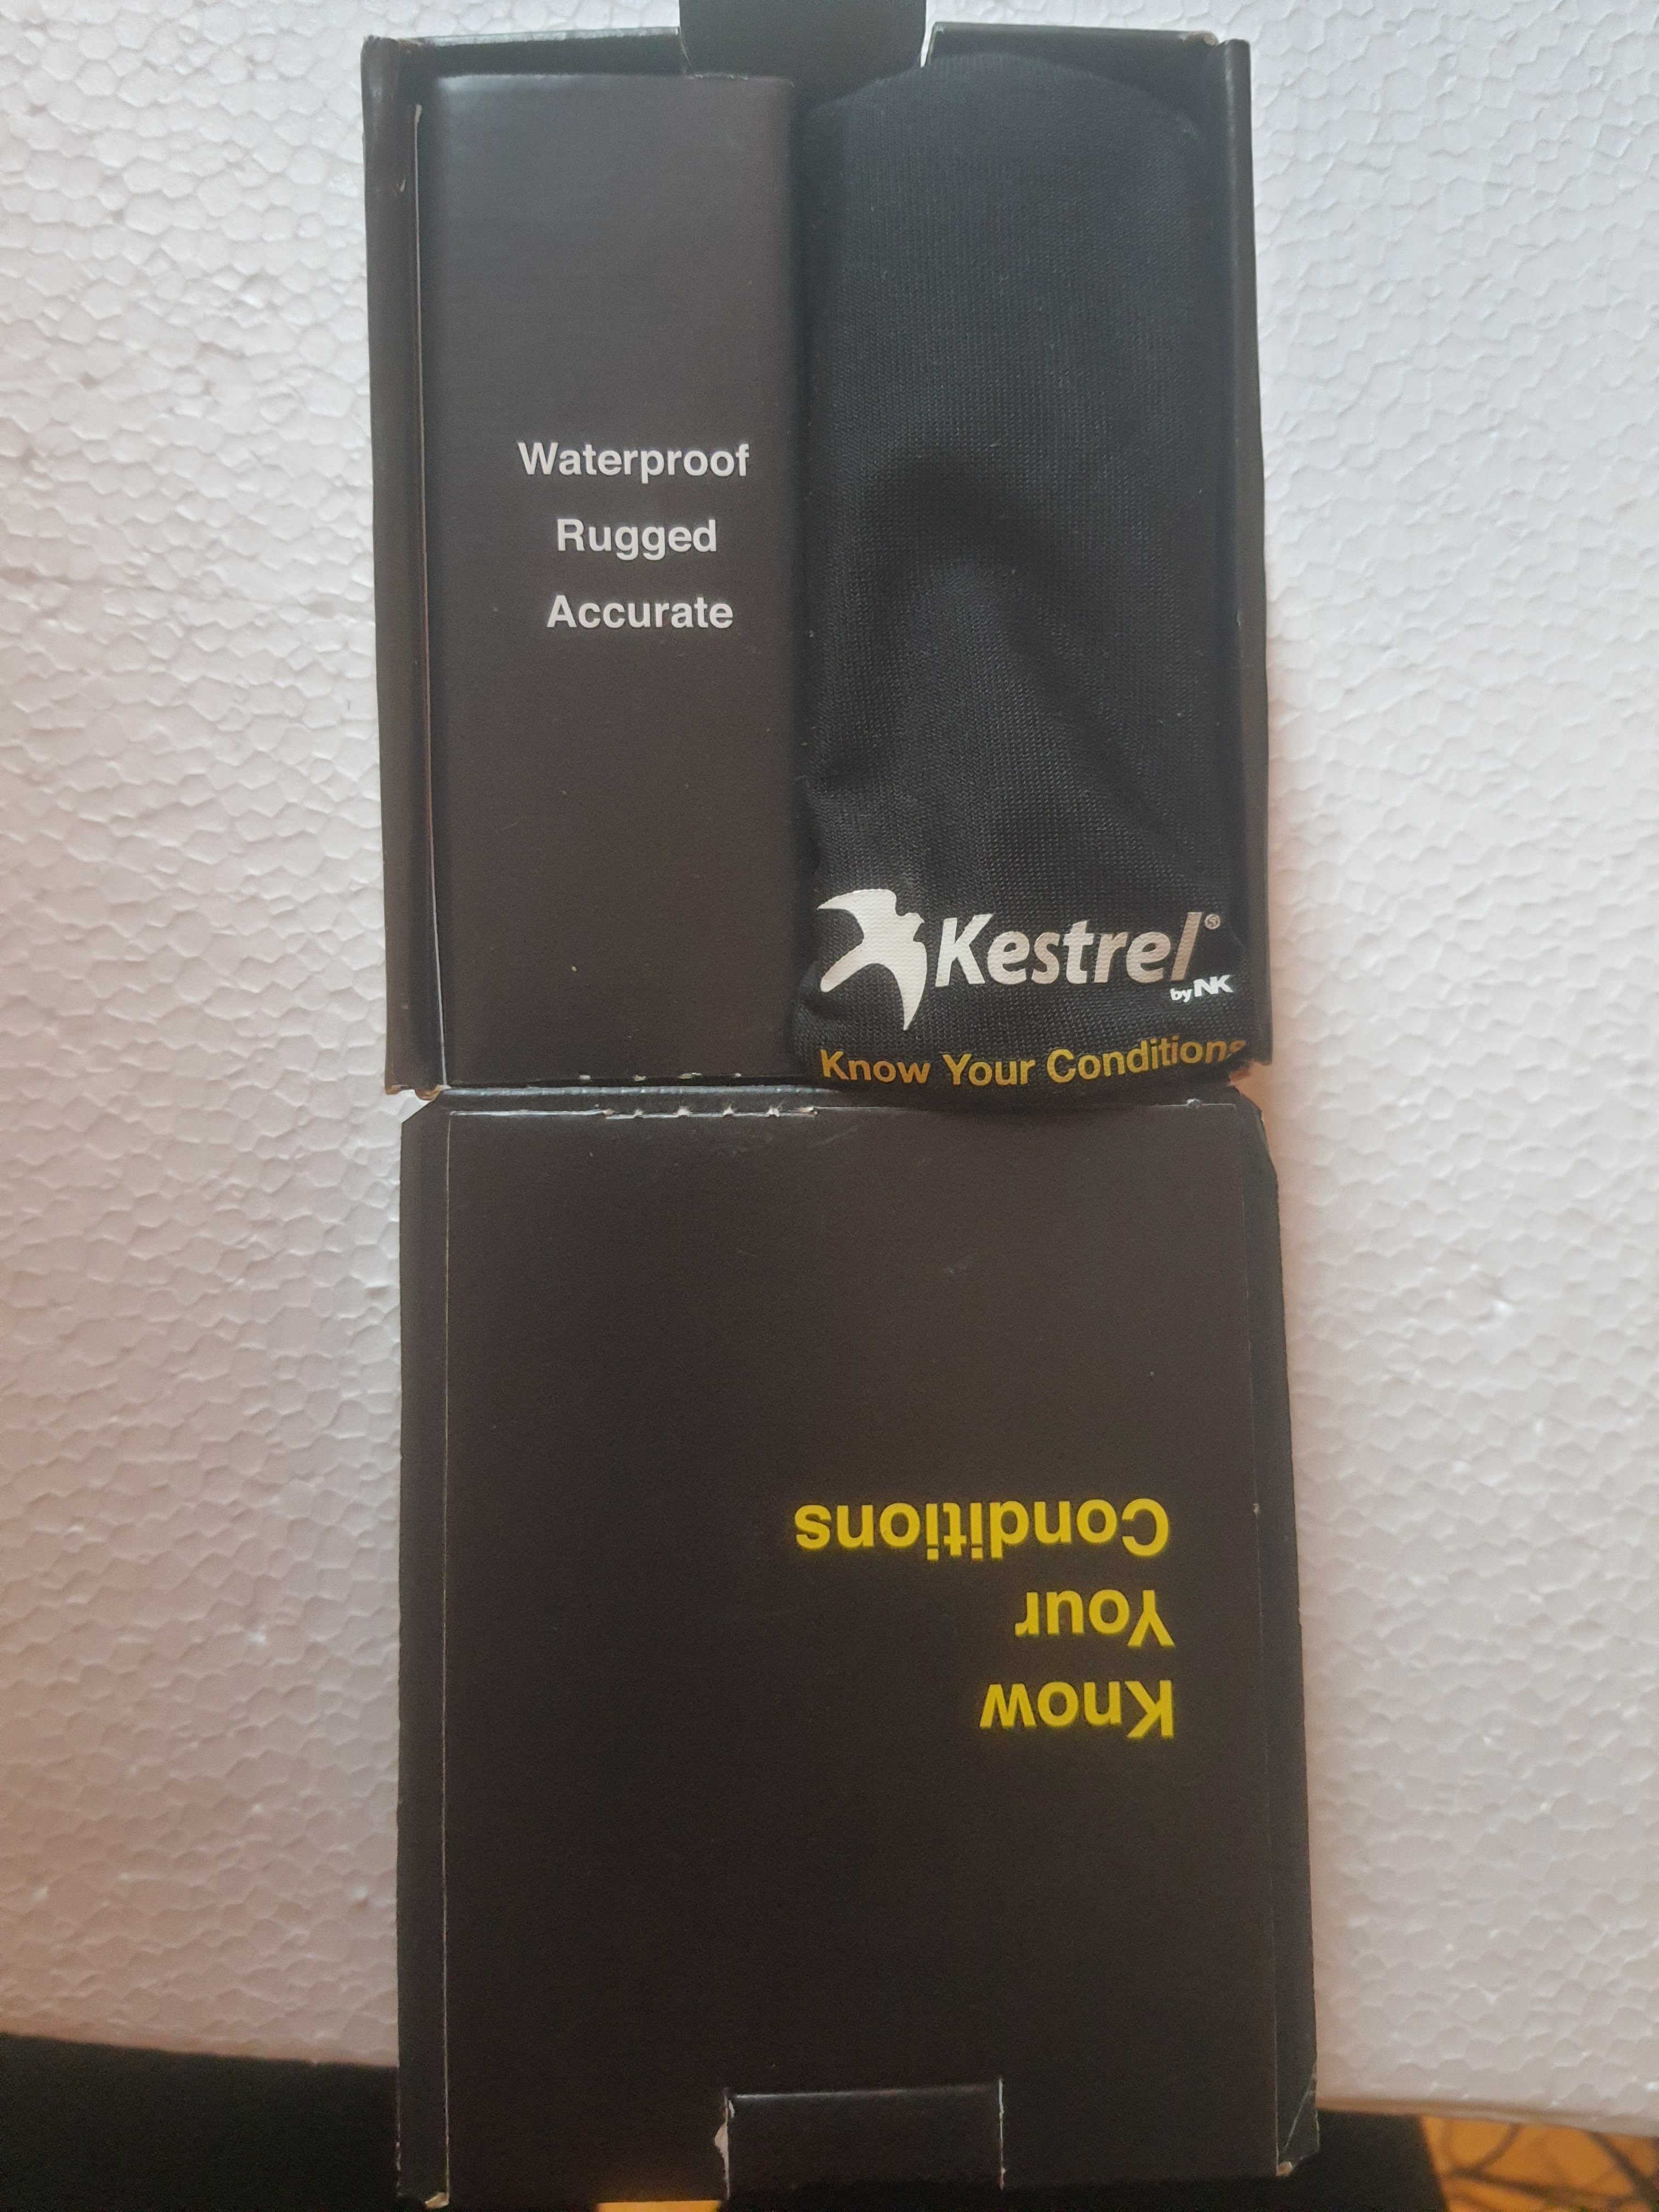 Waterproof
Rugged
Accurate
Kestrel®
by NK
Know Your Conditions
Know
Your
Conditions